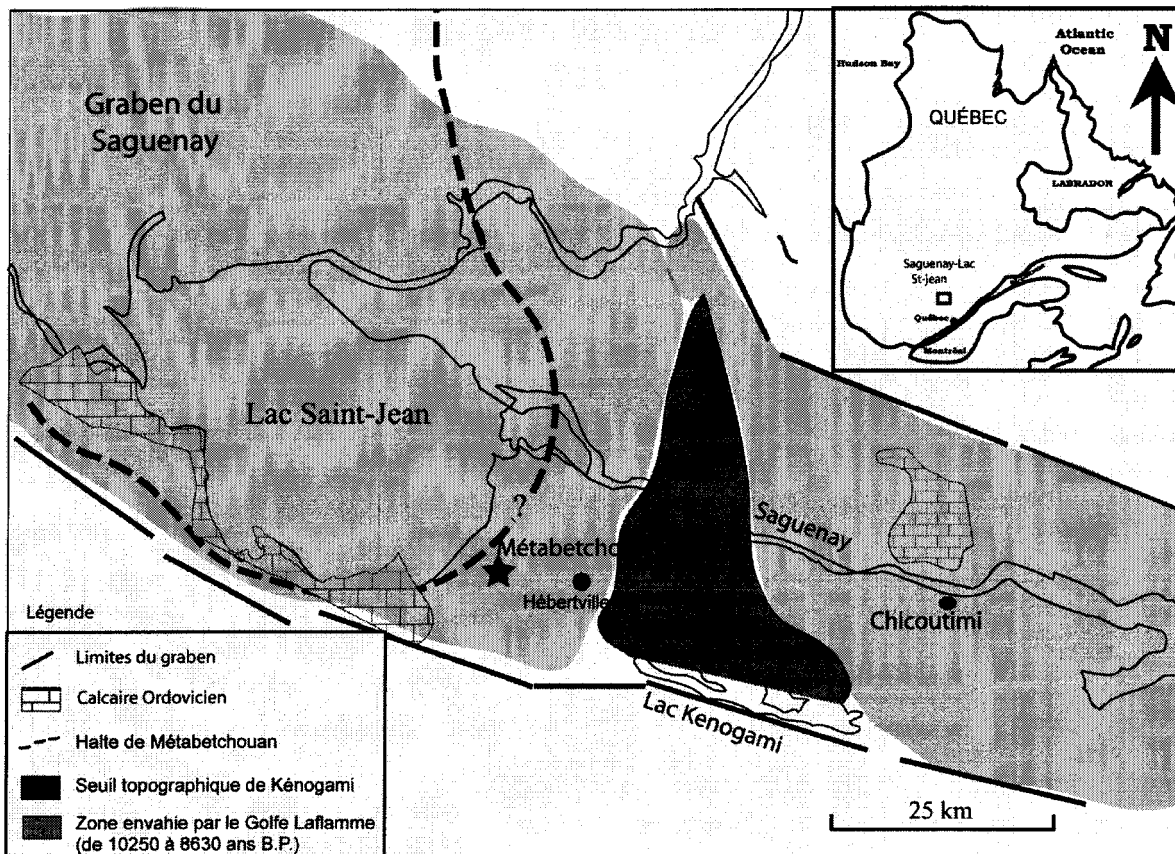 Graben du
Saguenay
Lac Saint-Jean
?
Métabetcho
Hébertville
Saguenay
Chicoutimi
Lac Kenogami
25 km
Hudson Bay
Atlantic
Ocean
N
QUÉBEC
LABRADOR
Saguenay-Lac
St-jean
Québec
Montréal
Légende
Limites du graben
Calcaire Ordovicien
Halte de Métabetchouan
Seuil topographique de Kénogami
Zone envahie par le Golfe Laflamme
(de 10250 à 8630 ans B.P.)